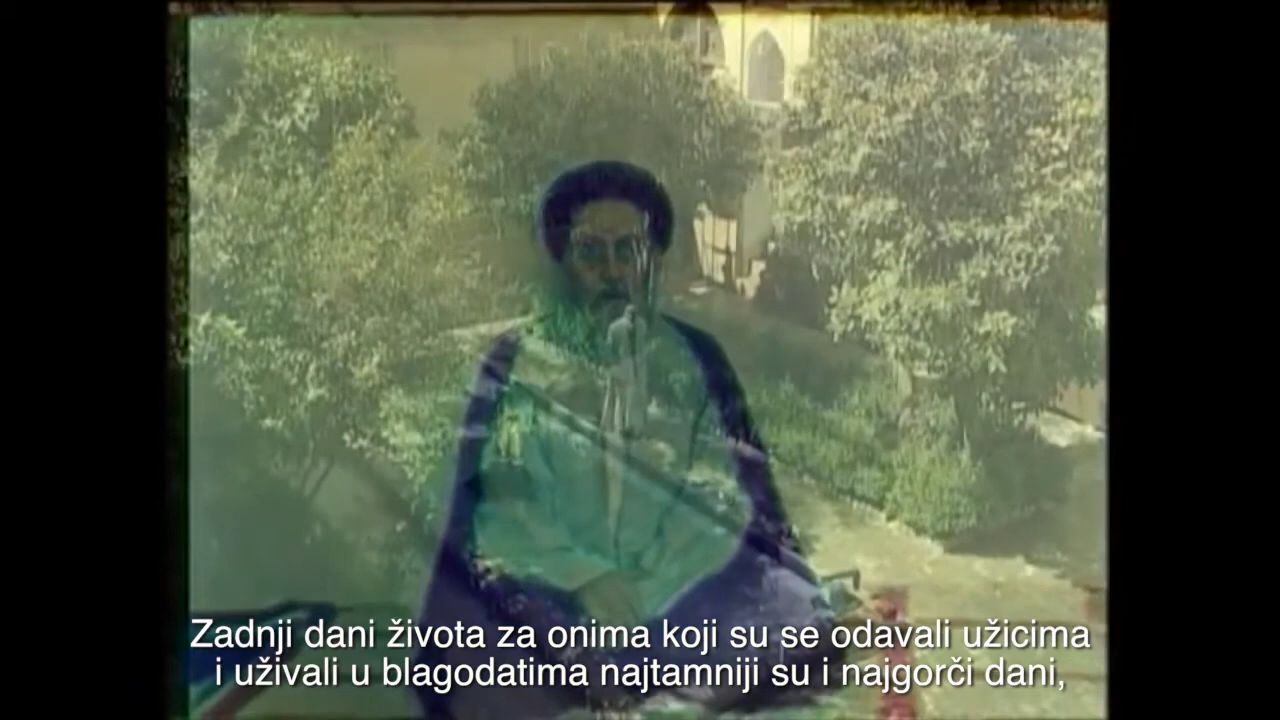 Zadnji dani života za onima koji su se odavali užicima
i uživali u blagodatima najtamniji su i najgorči dani,